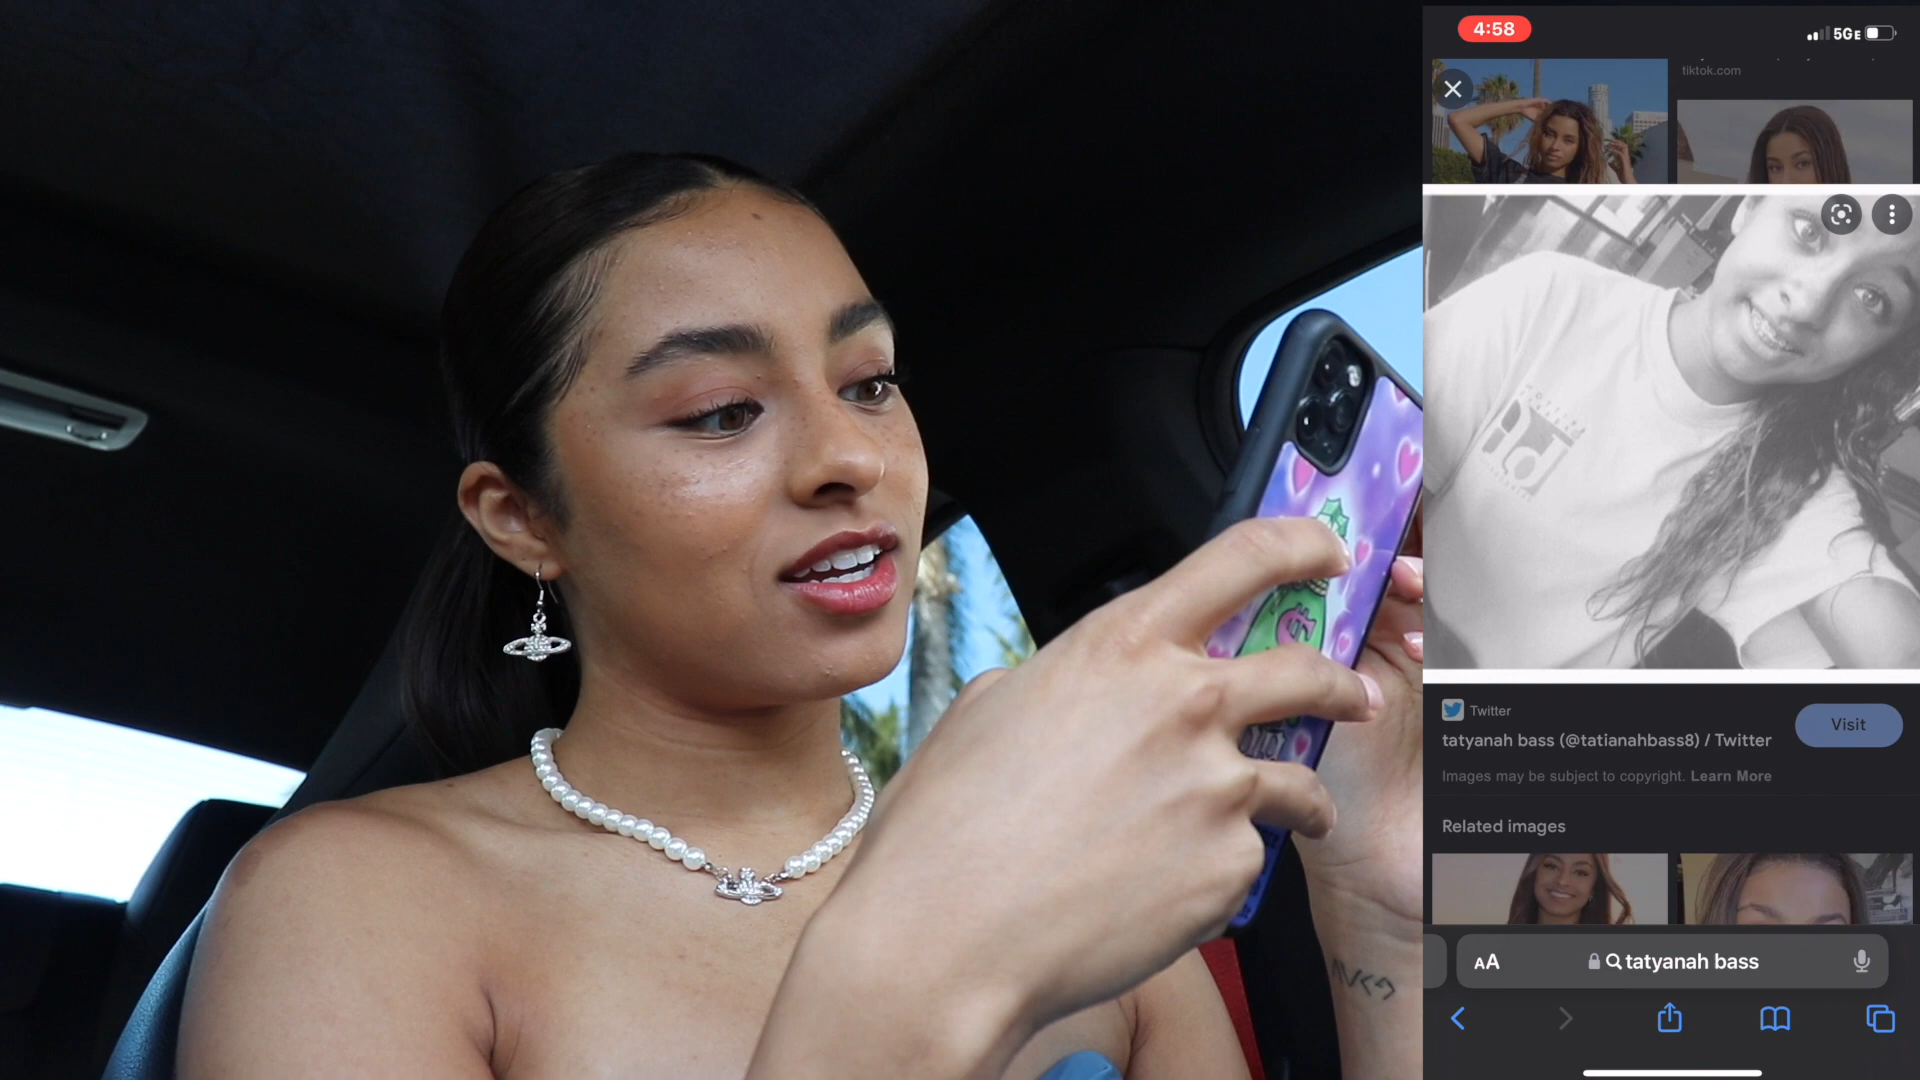 4:58
5GE
tiktok.com
Twitter
tatyanah bass (@tatianahbass8) / Twitter
Visit
Images may be subject to copyright. Learn More
Related images
AA
tatyanah bass